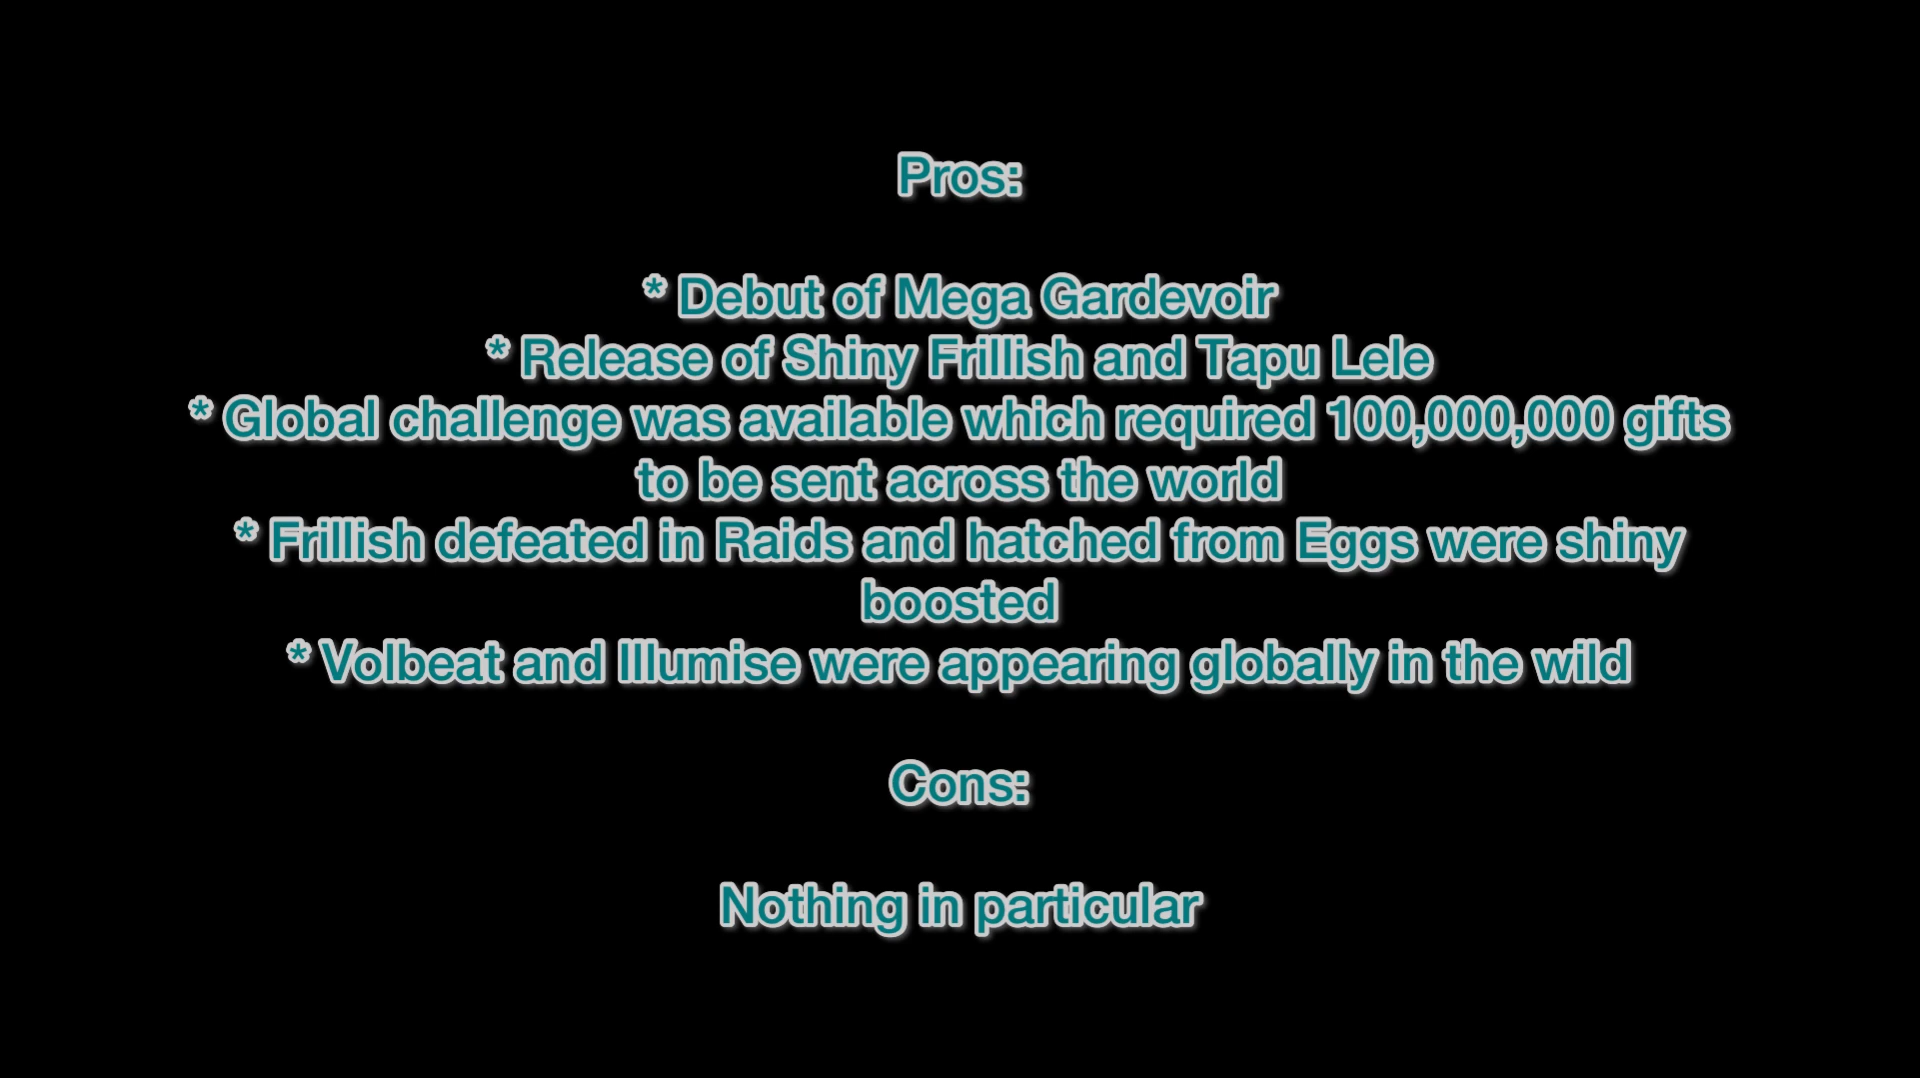 Pros:
* Debut of Mega Gardevoir
* Release of Shiny Frillish and Tapu Lele
* Global challenge was available which required 100,000,000 gifts
to be sent across the world
* Frillish defeated in Raids and hatched from Eggs were shiny
boosted
* Volbeat and Illumise were appearing globally in the wild
Cons:
Nothing in particular